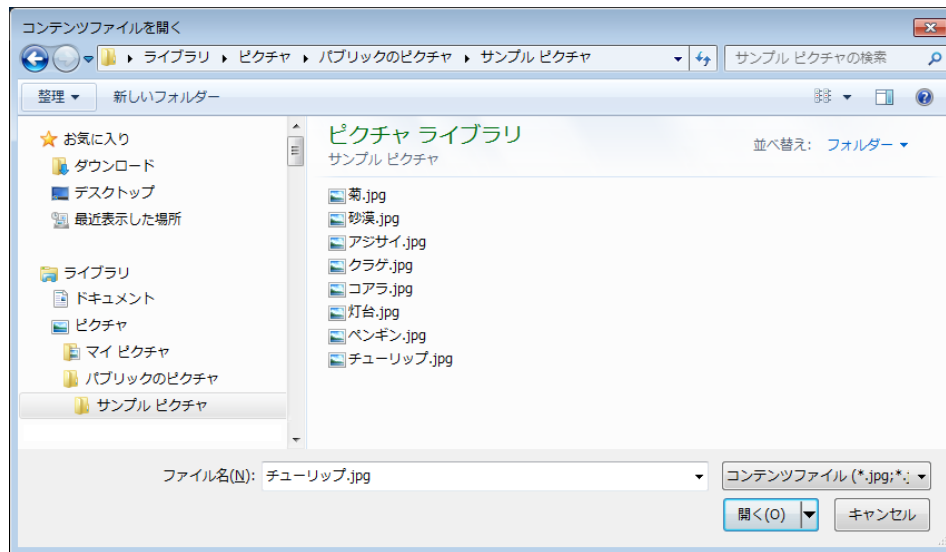 コンテンツファイルを開く
ライブラリ ピクチャ パブリックのピクチャ サンプル ピクチャ
サンプル ピクチャの検索
整理 新しいフォルダー
お気に入り
ダウンロード
デスクトップ
最近表示した場所
ライブラリ
ドキュメント
ピクチャ
マイ ピクチャ
パブリックのピクチャ
サンプル ピクチャ
ピクチャ ライブラリ
サンプル ピクチャ
並べ替え: フォルダー
菊.jpg
砂漠.jpg
アジサイ.jpg
クラゲ.jpg
コアラ.jpg
灯台.jpg
ペンギン.jpg
チューリップ.jpg
ファイル名(N): チューリップ.jpg
コンテンツファイル (*.jpg;*.j
開く(O) キャンセル